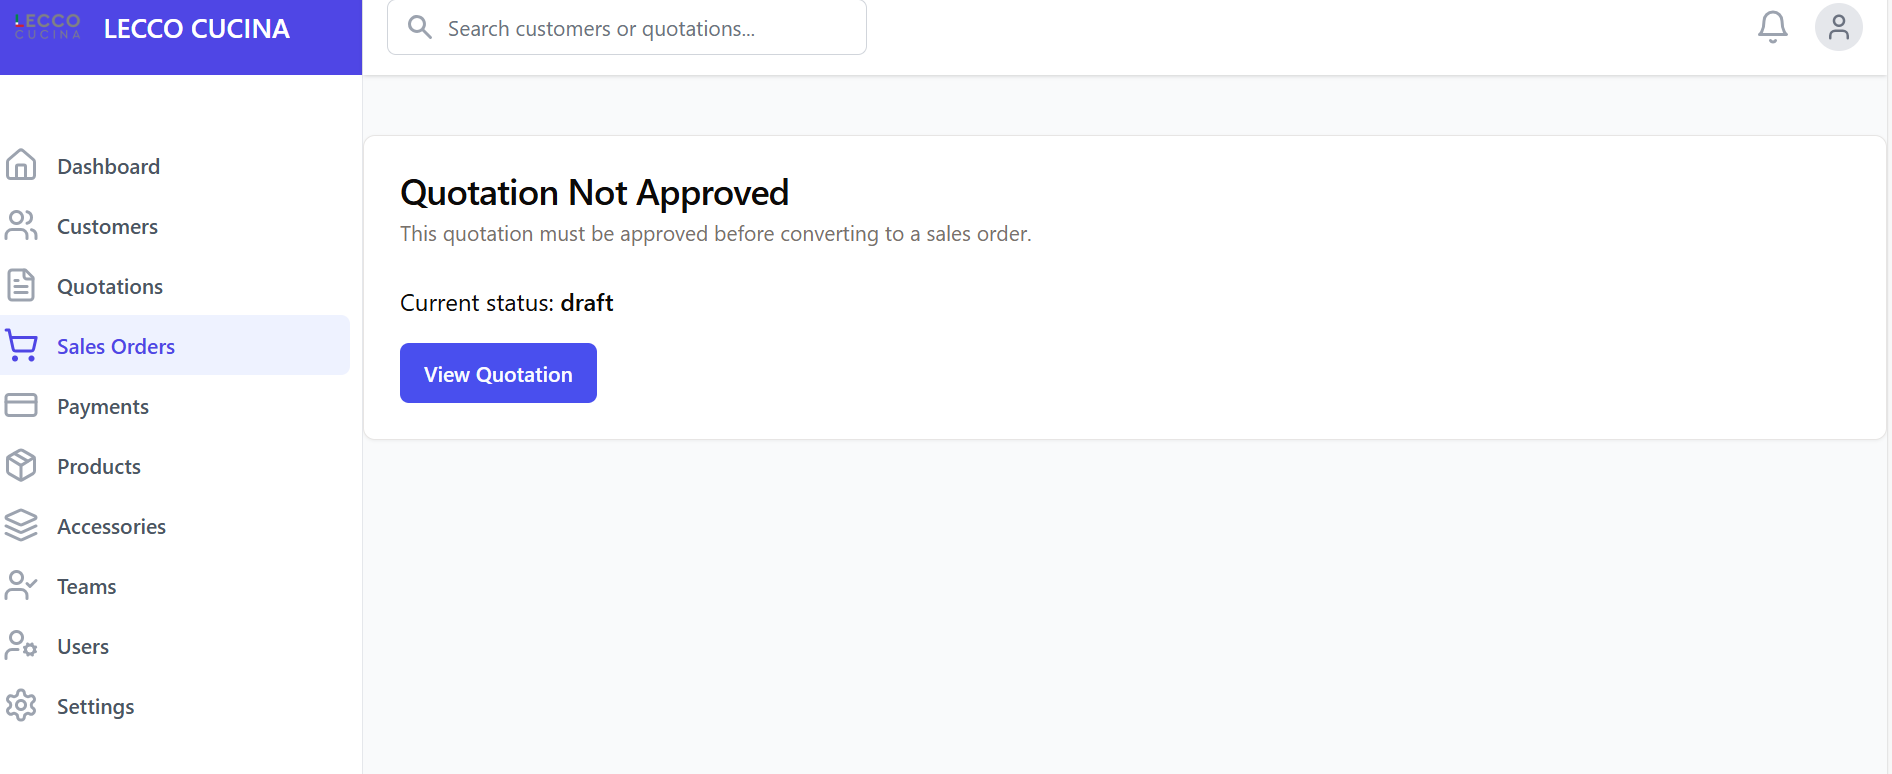 LECCO
CUCINA
LECCO CUCINA
Search customers or quotations...
Dashboard
Customers
Quotations
Sales Orders
Payments
Products
Accessories
Teams
Users
Settings
Quotation Not Approved
This quotation must be approved before converting to a sales order.
Current status: draft
View Quotation